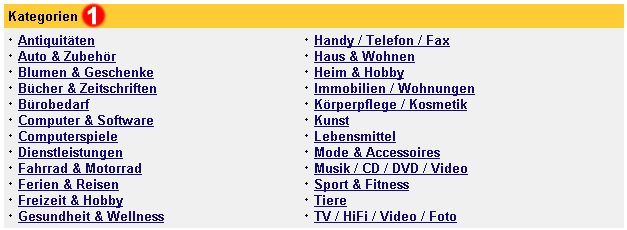 Kategorien 1
· Antiquitäten
· Auto & Zubehör
· Blumen & Geschenke
· Bücher & Zeitschriften
· Bürobedarf
· Computer & Software
· Computerspiele
· Dienstleistungen
· Fahrrad & Motorrad
· Ferien & Reisen
· Freizeit & Hobby
· Gesundheit & Wellness
· Handy / Telefon / Fax
· Haus & Wohnen
· Heim & Hobby
· Immobilien / Wohnungen
· Körperpflege / Kosmetik
· Kunst
· Lebensmittel
· Mode & Accessoires
· Musik / CD / DVD / Video
· Sport & Fitness
· Tiere
· TV / HiFi / Video / Foto